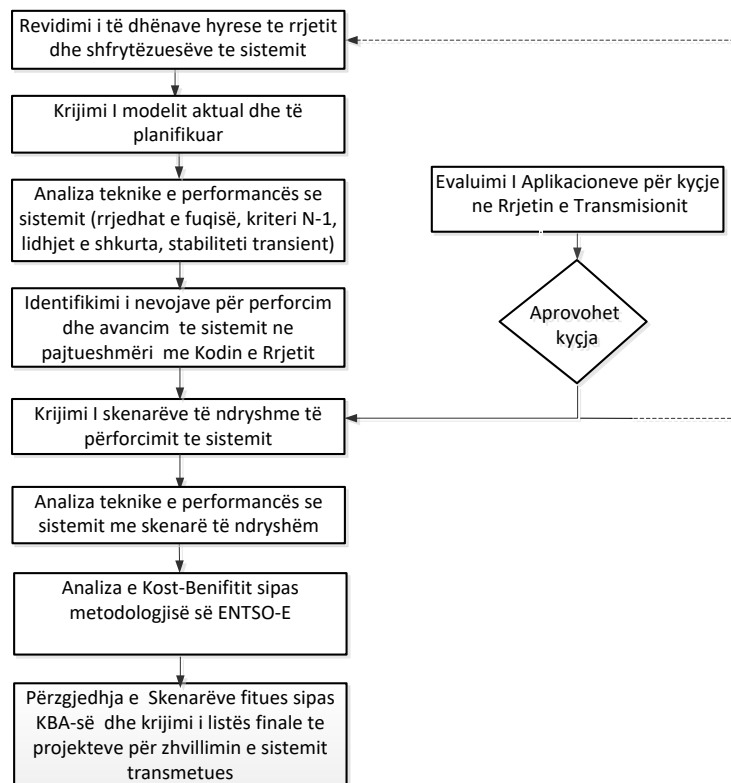 Revidimi i të dhënave hyrese te rrjetit
dhe shfrytëzuesëve te sistemit
Krijimi I modelit aktual dhe të
planifikuar
Analiza teknike e performancës se
sistemit (rrjedhat e fuqisë, kriteri N-1,
lidhjet e shkurta, stabiliteti transient)
Identifikimi i nevojave për perforcim
dhe avancim te sistemit ne
pajtueshmëri me Kodin e Rrjetit
Krijimi I skenarëve të ndryshme të
përforcimit te sistemit
Analiza teknike e performancës se
sistemit me skenarë të ndryshëm
Analiza e Kost-Benifitit sipas
metodologjisë së ENTSO-E
Përzgjedhja e Skenarëve fitues sipas
KBA-së dhe krijimi i listës finale te
projekteve për zhvillimin e sistemit
transmetues
Evaluimi I Aplikacioneve për kyçje
ne Rrjetin e Transmisionit
Aprovohet
kyçja